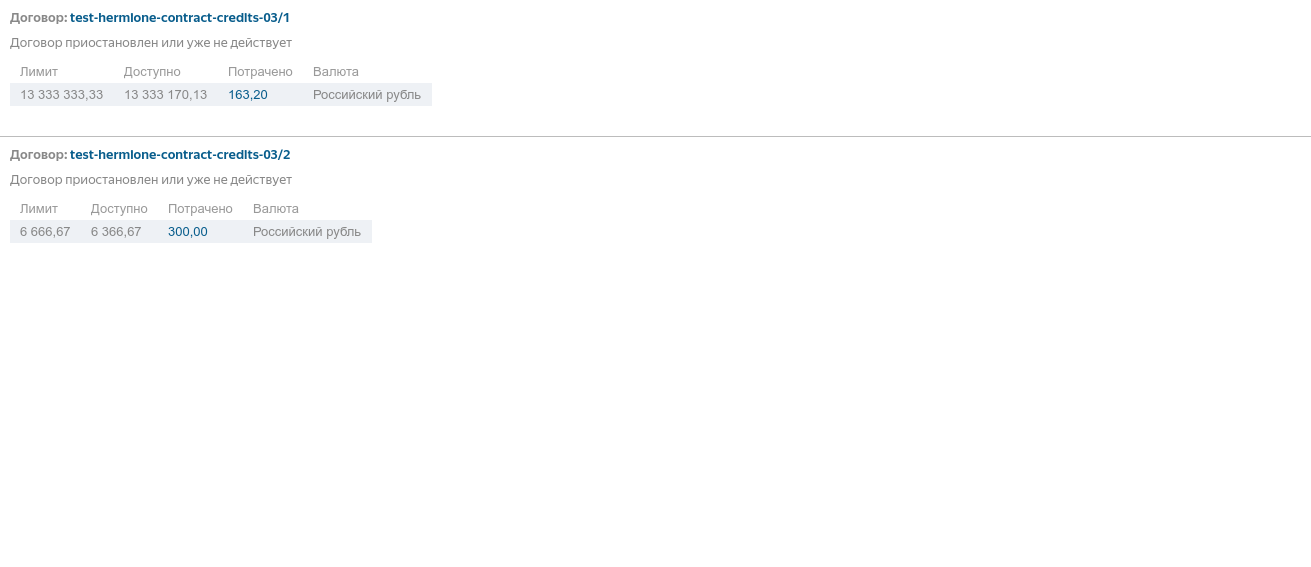 Договор: test-hermione-contract-credits-03/1
Договор приостановлен или уже не действует
Лимит Доступно Потрачено Валюта
13 333 333,33 13 333 170,13 163,20 Российский рубль
Договор: test-hermione-contract-credits-03/2
Договор приостановлен или уже не действует
Лимит Доступно Потрачено Валюта
6 666,67 6 366,67 300,00 Российский рубль